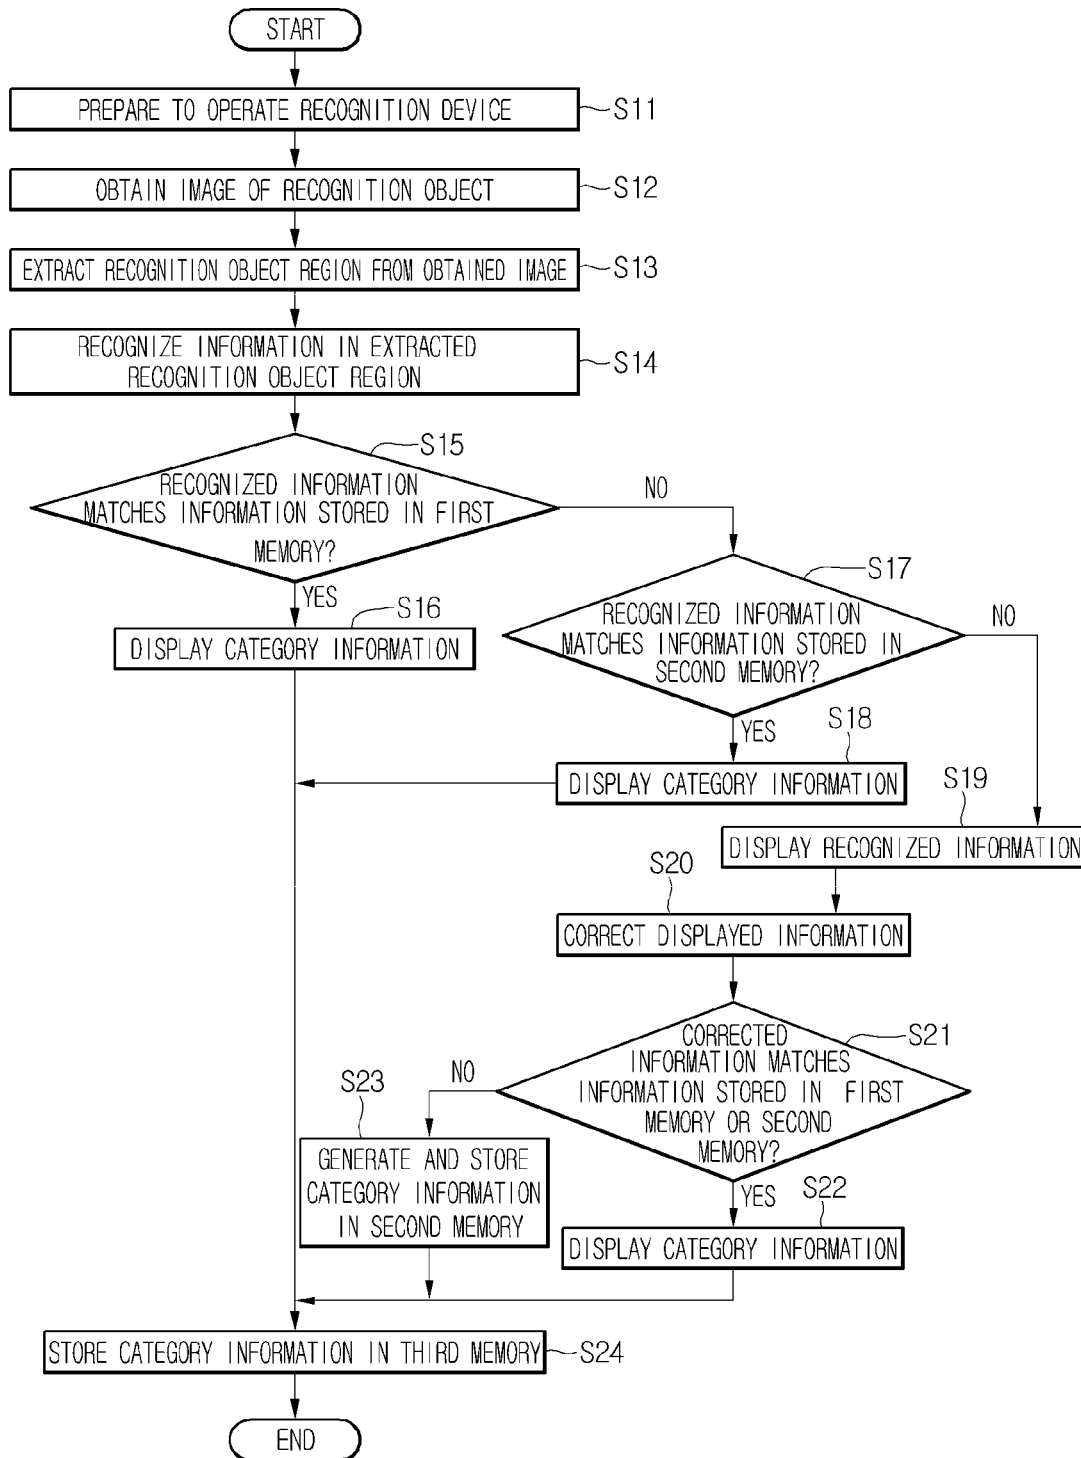 START
PREPARE TO OPERATE RECOGNITION DEVICE
S11
OBTAIN IMAGE OF RECOGNITION OBJECT
S12
EXTRACT RECOGNITION OBJECT REGION FROM OBTAINED IMAGE
S13
RECOGNIZE INFORMATION IN EXTRACTED
RECOGNITION OBJECT REGION
S14
S15
RECOGNIZED INFORMATION
MATCHES INFORMATION STORED IN FIRST
MEMORY?
NO
YES
S16
DISPLAY CATEGORY INFORMATION
S17
RECOGNIZED INFORMATION
MATCHES INFORMATION STORED IN
SECOND MEMORY?
NO
YES
S18
DISPLAY CATEGORY INFORMATION
S19
DISPLAY RECOGNIZED INFORMATION
S20
CORRECT DISPLAYED INFORMATION
S21
CORRECTED
INFORMATION MATCHES
INFORMATION STORED IN FIRST
MEMORY OR SECOND
MEMORY?
NO
S23
GENERATE AND STORE
CATEGORY INFORMATION
IN SECOND MEMORY
YES
S22
DISPLAY CATEGORY INFORMATION
STORE CATEGORY INFORMATION IN THIRD MEMORY
S24
END